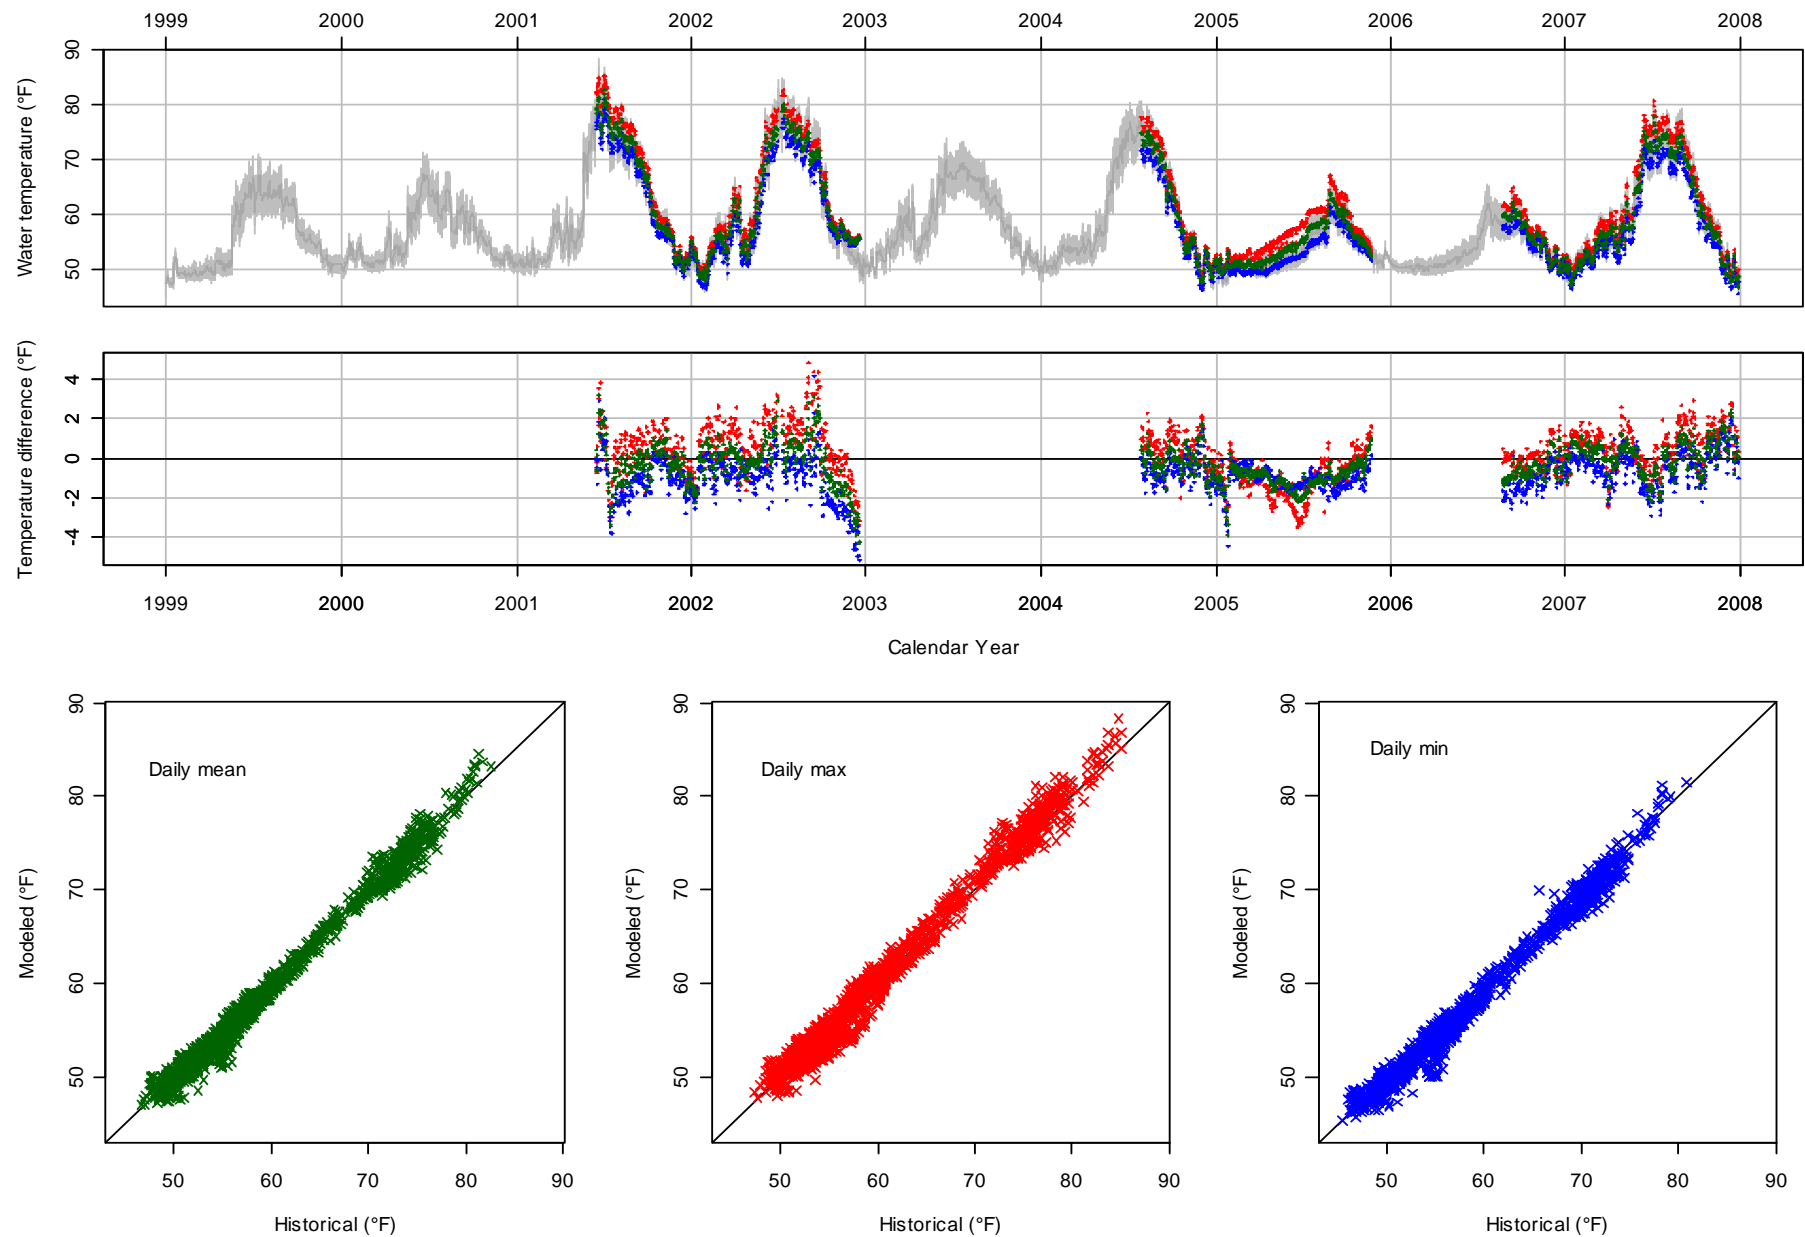 1999 2000 2001 2002 2003 2004 2005 2006 2007 2008
Water temperature (°F)
90
80
70
60
50
Temperature difference (°F)
4
2
0
-2
-4
1999 2000 2001 2002 2003 2004 2005 2006 2007 2008
Calendar Year
Modeled (°F)
90
80
70
60
50
Daily mean
50 60 70 80 90
Historical (°F)
Modeled (°F)
90
80
70
60
50
Daily max
50 60 70 80 90
Historical (°F)
Modeled (°F)
90
80
70
60
50
Daily min
50 60 70 80 90
Historical (°F)